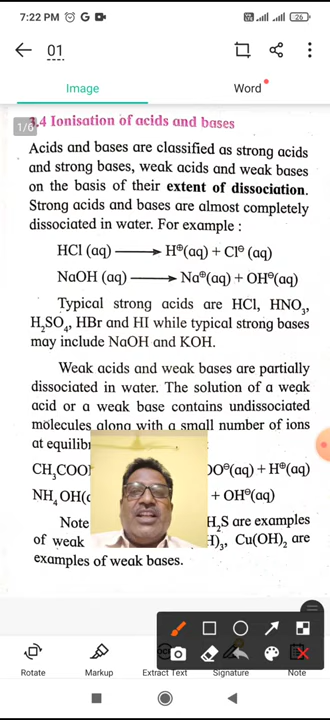 7:22 PM
26
01
Image
Word
1/6
3.4 Ionisation of acids and bases
Acids and bases are classified as strong acids
and strong bases, weak acids and weak bases
on the basis of their extent of dissociation.
Strong acids and bases are almost completely
dissociated in water. For example :
HCl (aq) ⟶ H⊕(aq) + Cl⊖ (aq)
NaOH (aq) ⟶ Na⊕(aq) + OH⊖(aq)
Typical strong acids are HCl, HNO₃,
H₂SO₄, HBr and HI while typical strong bases
may include NaOH and KOH.
Weak acids and weak bases are partially
dissociated in water. The solution of a weak
acid or a weak base contains undissociated
molecules along with a small number of ions
at
CH₃COO OO⊖(aq) + H⊕(aq)
NH₄OH( + OH⊖(aq)
Note H₂S are examples
of weak H)₃, Cu(OH)₂ are
examples of weak bases.
Rotate
Markup
Extract Text
Signature
Note